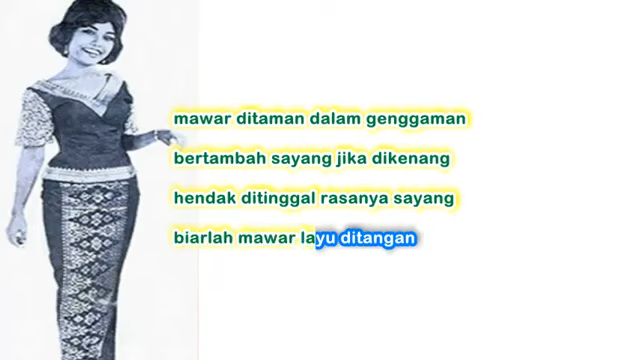 mawar ditaman dalam genggaman
bertambah sayang jika dikenang
hendak ditinggal rasanya sayang
biarlah mawar layu ditangan